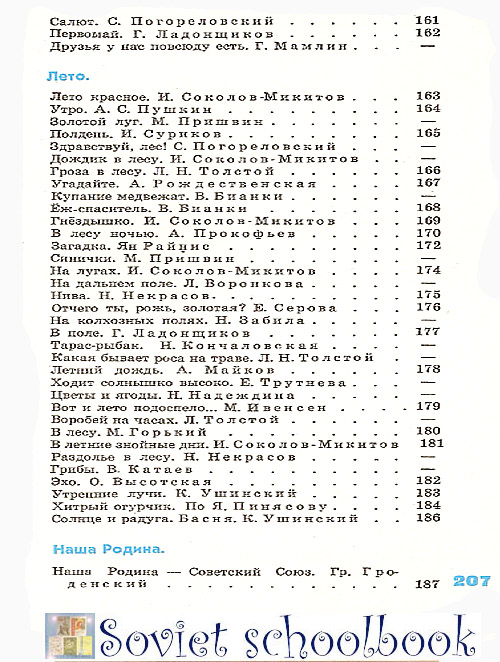 Салют. С. Погореловский . . . . . . 161
Первомай. Г. Ладонщиков . . . . . . 162
Друзья у нас повсюду есть. Г. Мамлин . . —
Лето.
Лето красное. И. Соколов-Микитов . . . 163
Утро. А. С. Пушкин . . . . . . . . 164
Золотой луг. М. Пришвин . . . . . . —
Полдень. И. Суриков . . . . . . . . 165
Здравствуй, лес! С. Погореловский . . . —
Дождик в лесу. И. Соколов-Микитов . . —
Гроза в лесу. Л. Н. Толстой . . . . . 166
Угадайте. А. Рождественская . . . . 167
Купание медвежат. В. Бианки . . . . . —
Ёж-спаситель. В. Бианки . . . . . . 168
Гнёздышко. И. Соколов-Микитов . . . 169
В лесу ночью. А. Прокофьев . . . . . 170
Загадка. Ян Райнис . . . . . . . . 172
Синички. М. Пришвин . . . . . . . —
На лугах. И. Соколов-Микитов . . . . 174
На дальнем поле. Л. Воронкова . . . . —
Нива. Н. Некрасов. . . . . . . . . 175
Отчего ты, рожь, золотая? Е. Серова . . . 176
На колхозных полях. Н. Забила . . . . —
В поле. Г. Ладонщиков . . . . . . . 177
Тарас-рыбак. Н. Кончаловская . . . . —
Какая бывает роса на траве. Л. Н. Толстой . —
Летний дождь. А. Майков . . . . . . 178
Ходит солнышко высоко. Е. Трутнева . . . —
Цветы и ягоды. Н. Надеждина . . . . . —
Вот и лето подоспело... М. Ивенсен . . . . 179
Воробей на часах. Л. Толстой . . . . . —
В лесу. М. Горький . . . . . . . . 180
В летние знойные дни. И. Соколов-Микитов 181
Раздолье в лесу. Н. Некрасов . . . . . —
Грибы. В. Катаев . . . . . . . . . —
Эхо. О. Высотская . . . . . . . . 182
Утренние лучи. К. Ушинский . . . . . 183
Хитрый огурчик. По Я. Пинясову . . . . 184
Солнце и радуга. Басня. К. Ушинский . . 186
Наша Родина.
Наша Родина — Советский Союз. Гр. Гро-
денский . . . . . . . . . . . 187 207
Soviet schoolbook